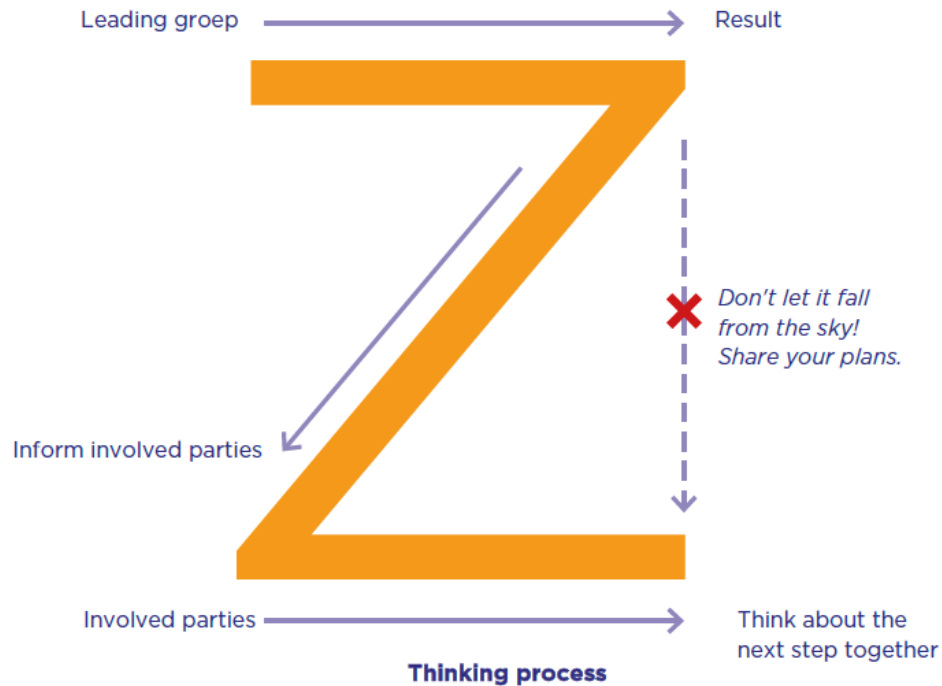 Leading groep
Result
Don't let it fall
from the sky!
Share your plans.
Inform involved parties
Involved parties
Think about the
next step together
Thinking process